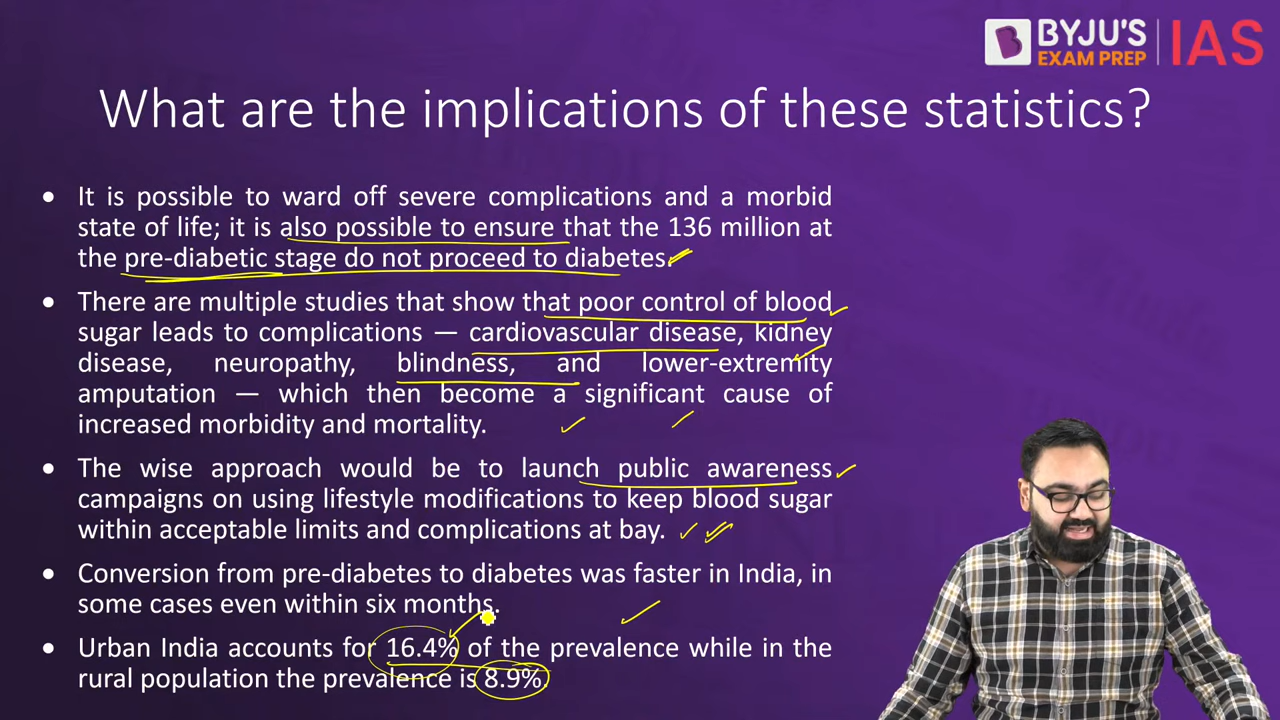 BYJU'S
EXAM PREP
IAS
What are the implications of these statistics?
• It is possible to ward off severe complications and a morbid
state of life; it is also possible to ensure that the 136 million at
the pre-diabetic stage do not proceed to diabetes.
• There are multiple studies that show that poor control of blood
sugar leads to complications — cardiovascular disease, kidney
disease, neuropathy, blindness, and lower-extremity
amputation — which then become a significant cause of
increased morbidity and mortality.
• The wise approach would be to launch public awareness
campaigns on using lifestyle modifications to keep blood sugar
within acceptable limits and complications at bay.
• Conversion from pre-diabetes to diabetes was faster in India, in
some cases even within six months.
• Urban India accounts for 16.4% of the prevalence while in the
rural population the prevalence is 8.9%.